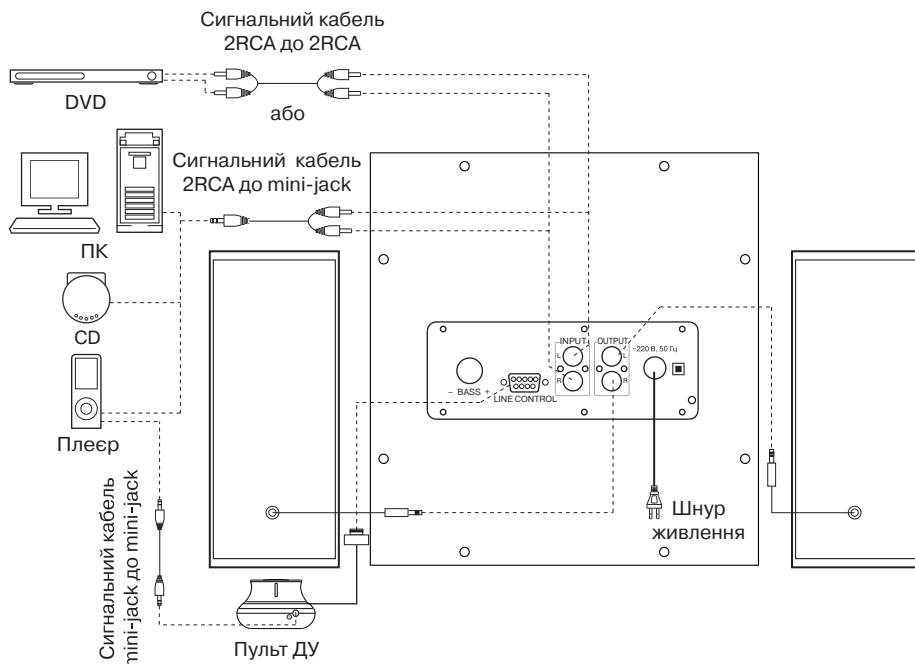 Сигнальний кабель
2RCA до 2RCA
DVD
або
Сигнальний кабель
2RCA до mini-jack
ПК
CD
Плеєр
INPUT
OUTPUT
L
L
~220 В, 50 Гц
R
R
– BASS +
LINE CONTROL
Шнур
живлення
Сигнальний кабель
mini-jack до mini-jack
Пульт ДУ